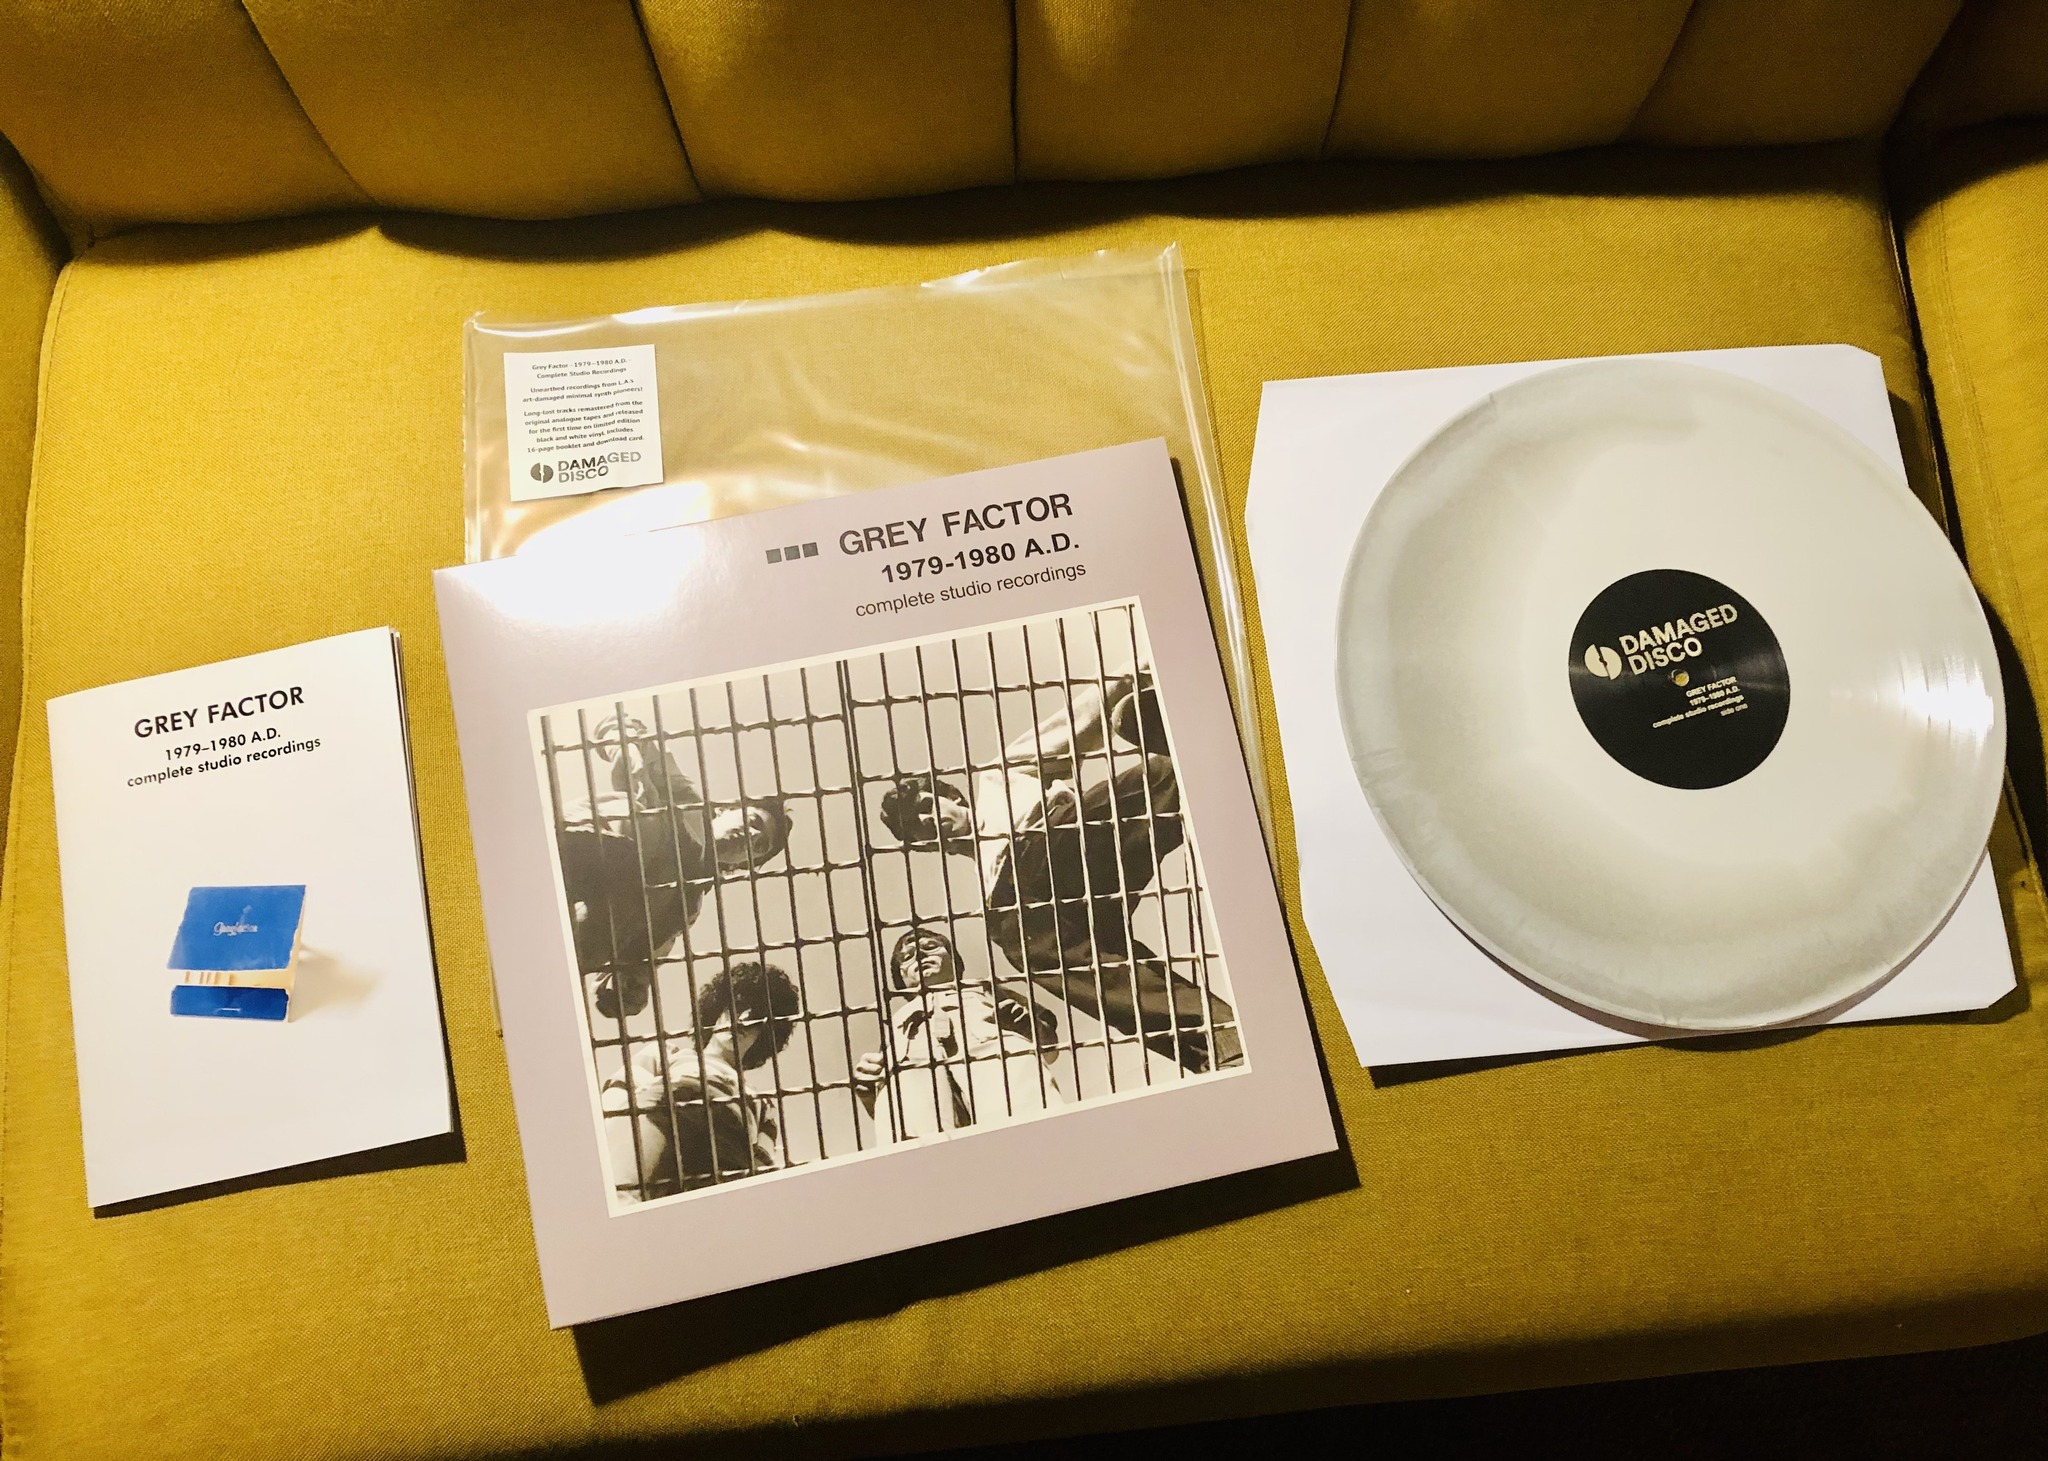 Grey Factor - 1979-1980 A.D.
Complete Studio Recordings
Unearthed recordings from L.A.'s
art-damaged minimal synth pioneers!
Long-lost tracks remastered from the
original analogue tapes and released
for the first time on limited edition
black and white vinyl. Includes
16-page booklet and download card.
DAMAGED
DISCO
GREY FACTOR
1979-1980 A.D.
complete studio recordings
GREY FACTOR
1979–1980 A.D.
complete studio recordings
DAMAGED
DISCO
GREY FACTOR
1979–1980 A.D.
complete studio recordings
side one